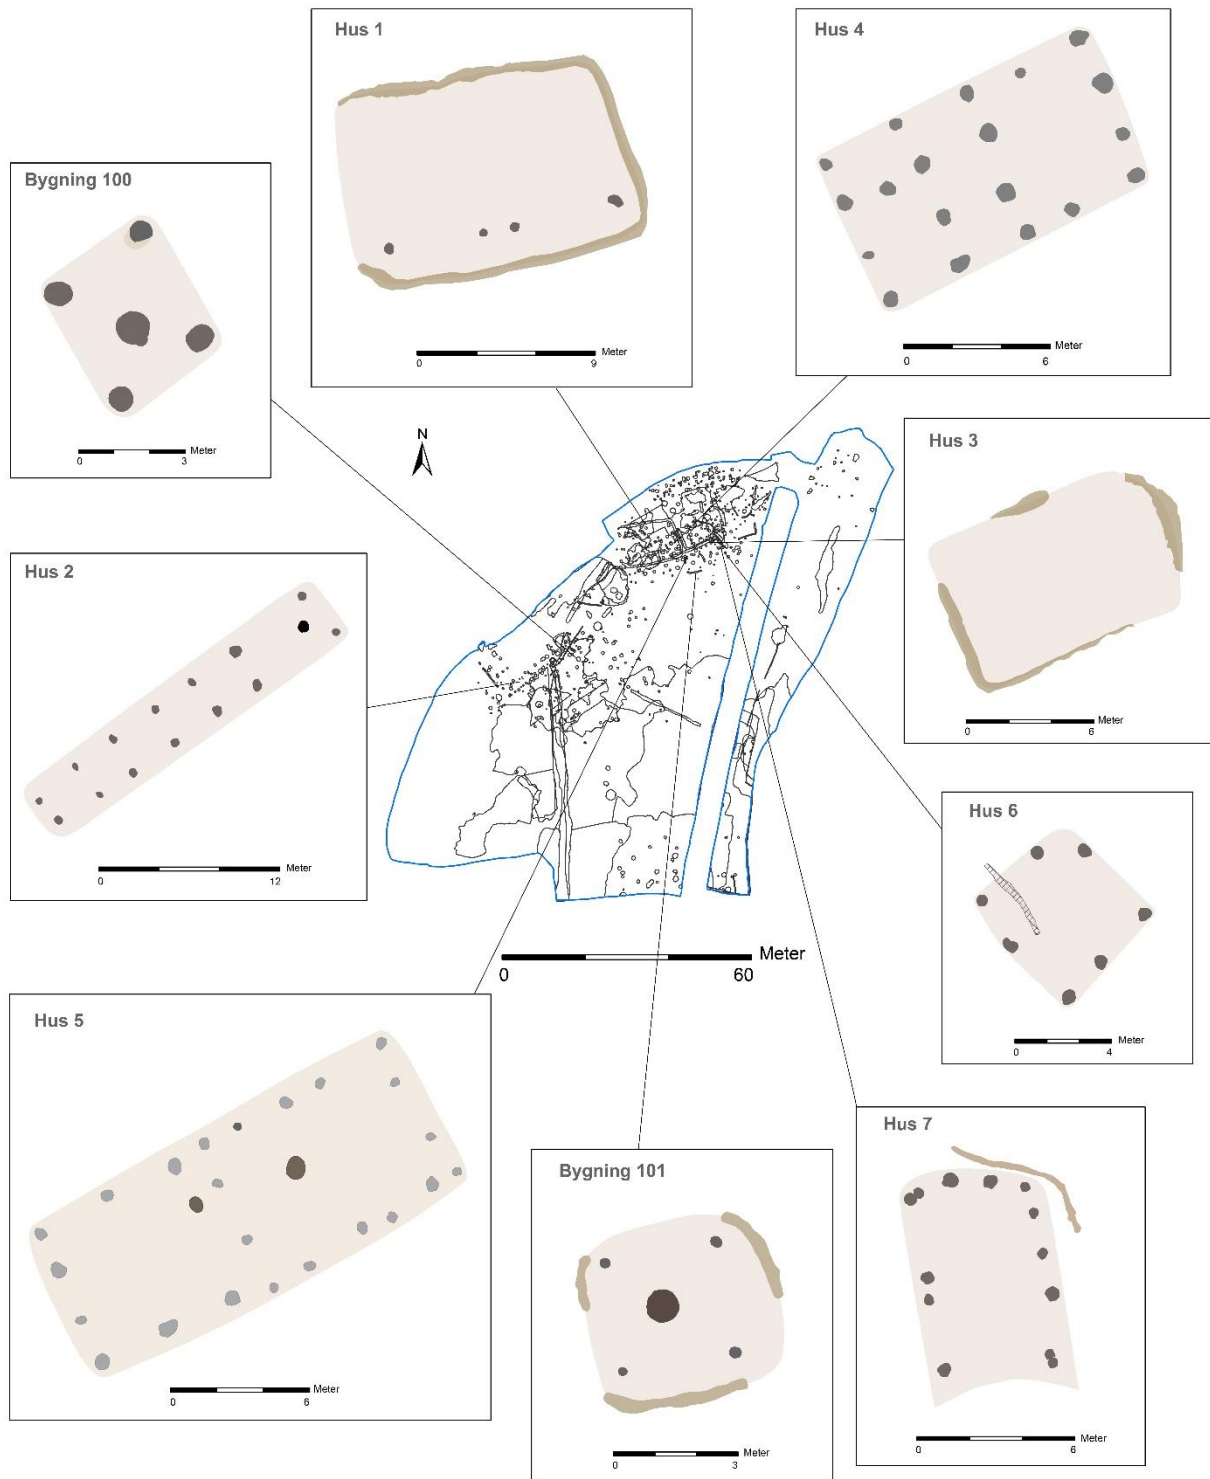 Hus 1
0 9 Meter
Hus 4
0 6 Meter
Bygning 100
0 3 Meter
N
Hus 3
0 6 Meter
Hus 2
0 12 Meter
Hus 6
0 4 Meter
0 60 Meter
Hus 5
0 6 Meter
Bygning 101
0 3 Meter
Hus 7
0 6 Meter